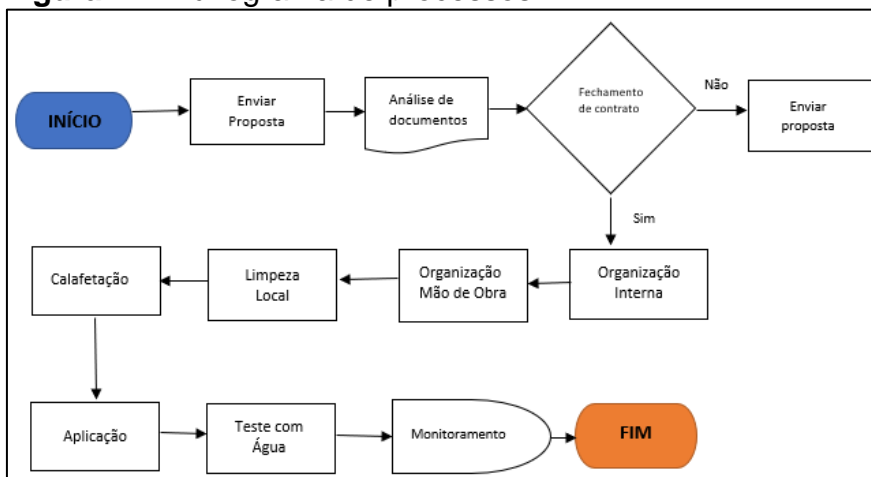 INÍCIO
Enviar
Proposta
Análise de
documentos
Fechamento
de contrato
Não
Enviar
proposta
Sim
Calafetação
Limpeza
Local
Organização
Mão de Obra
Organização
Interna
Aplicação
Teste com
Água
Monitoramento
FIM